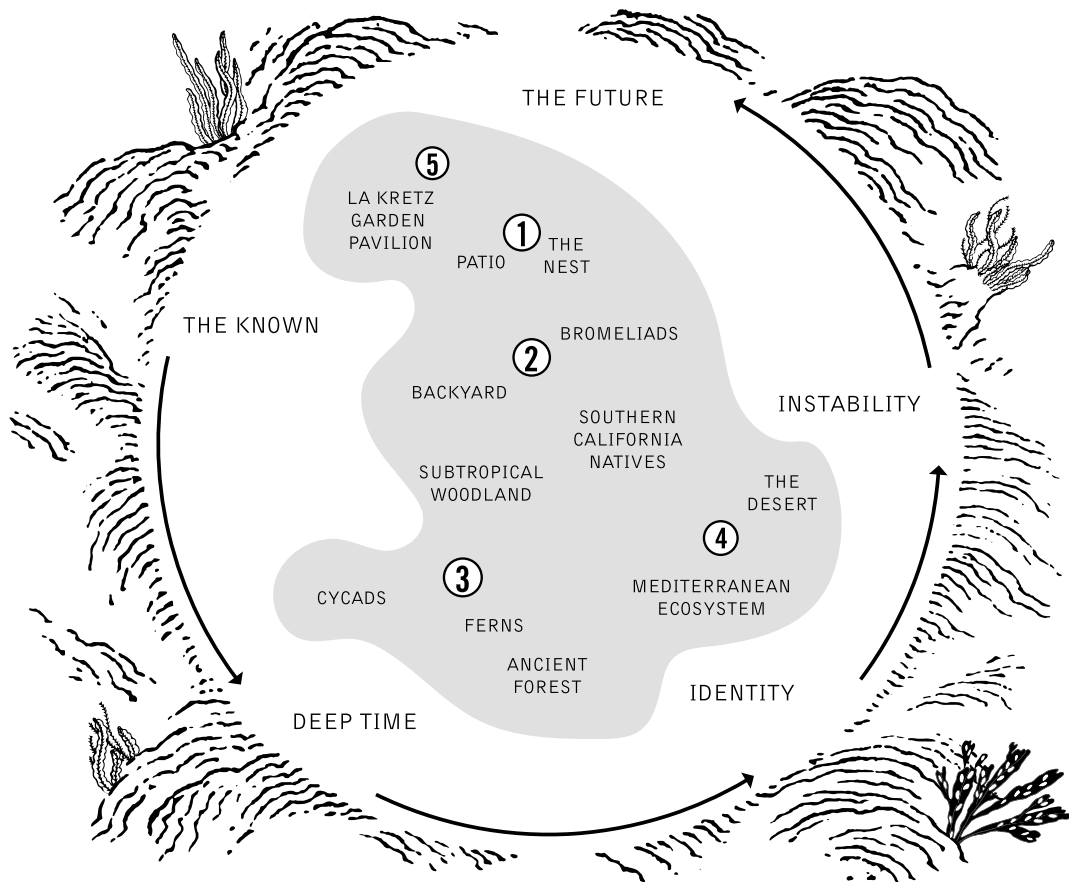 THE FUTURE
5
LA KRETZ
GARDEN
PAVILION
1
PATIO
THE
NEST
THE KNOWN
BROMELIADS
2
BACKYARD
INSTABILITY
SOUTHERN
CALIFORNIA
NATIVES
SUBTROPICAL
WOODLAND
THE
DESERT
4
3
CYCADS
MEDITERRANEAN
ECOSYSTEM
FERNS
ANCIENT
FOREST
IDENTITY
DEEP TIME